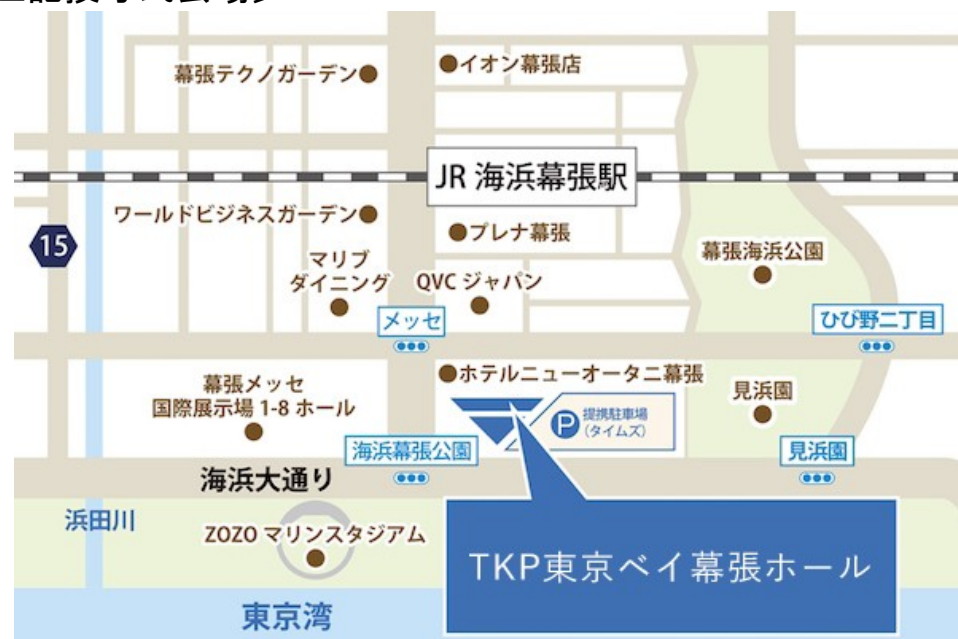 イオン幕張店
幕張テクノガーデン
JR 海浜幕張駅
ワールドビジネスガーデン
15
プレナ幕張
マリブ
ダイニング
QVC ジャパン
幕張海浜公園
メッセ
ひび野二丁目
ホテルニューオータニ幕張
幕張メッセ
国際展示場 1-8 ホール
見浜園
P
提携駐車場
(タイムズ)
海浜幕張公園
見浜園
海浜大通り
浜田川
ZOZO マリンスタジアム
TKP東京ベイ幕張ホール
東京湾